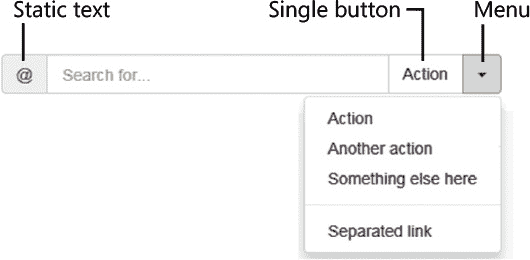 Static text Single button Menu
@ Search for... Action
Action
Another action
Something else here
Separated link